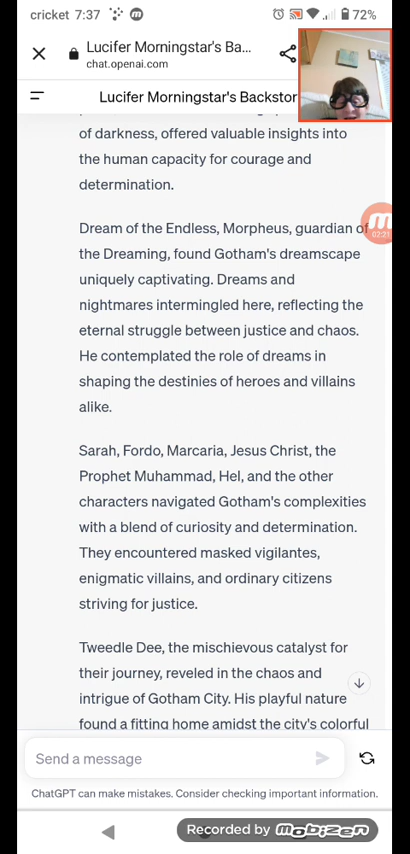 cricket 7:37
72%
Lucifer Morningstar's Ba...
chat.openai.com
Lucifer Morningstar's Backstor
of darkness, offered valuable insights into
the human capacity for courage and
determination.
Dream of the Endless, Morpheus, guardian of
the Dreaming, found Gotham's dreamscape
uniquely captivating. Dreams and
nightmares intermingled here, reflecting the
eternal struggle between justice and chaos.
He contemplated the role of dreams in
shaping the destinies of heroes and villains
alike.
Sarah, Fordo, Marcaria, Jesus Christ, the
Prophet Muhammad, Hel, and the other
characters navigated Gotham's complexities
with a blend of curiosity and determination.
They encountered masked vigilantes,
enigmatic villains, and ordinary citizens
striving for justice.
Tweedle Dee, the mischievous catalyst for
their journey, reveled in the chaos and
intrigue of Gotham City. His playful nature
found a fitting home amidst the city's colorful
Send a message
ChatGPT can make mistakes. Consider checking important information.
02:21
Recorded by mobizen